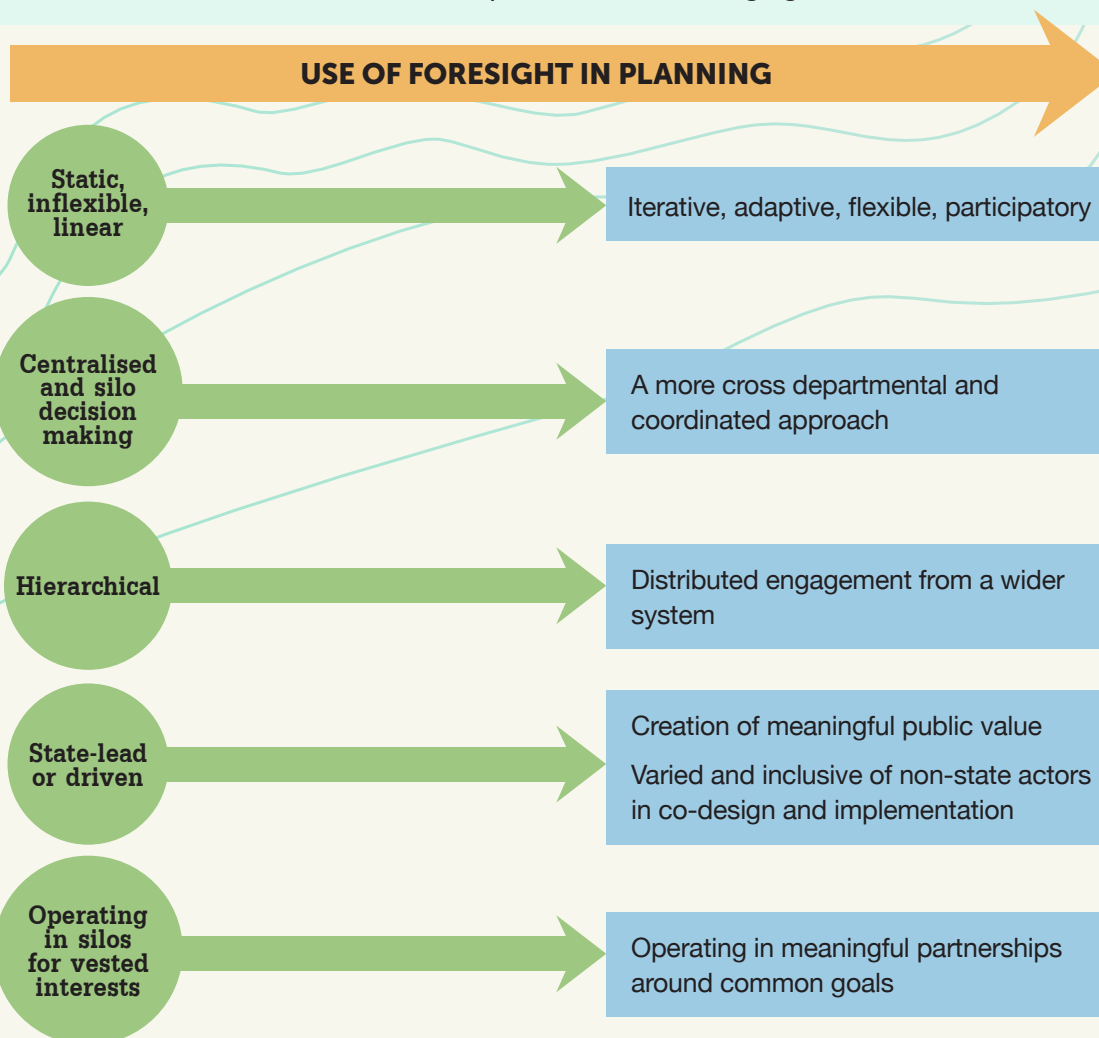 USE OF FORESIGHT IN PLANNING
Static,
inflexible,
linear
Iterative, adaptive, flexible, participatory
Centralised
and silo
decision
making
A more cross departmental and
coordinated approach
Hierarchical
Distributed engagement from a wider
system
State-lead
or driven
Creation of meaningful public value
Varied and inclusive of non-state actors
in co-design and implementation
Operating
in silos
for vested
interests
Operating in meaningful partnerships
around common goals